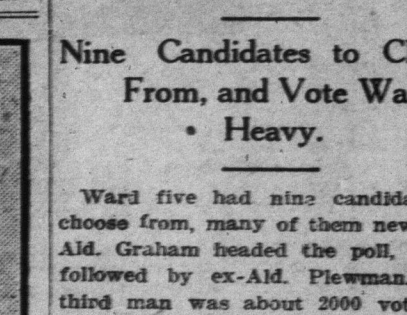 Nine Candidates to C
From, and Vote Wa
Heavy.
Ward five had nine candida
choose from, many of them new
Ald. Graham headed the poll,
followed by ex-Ald. Plewman.
third man was about 2000 vot